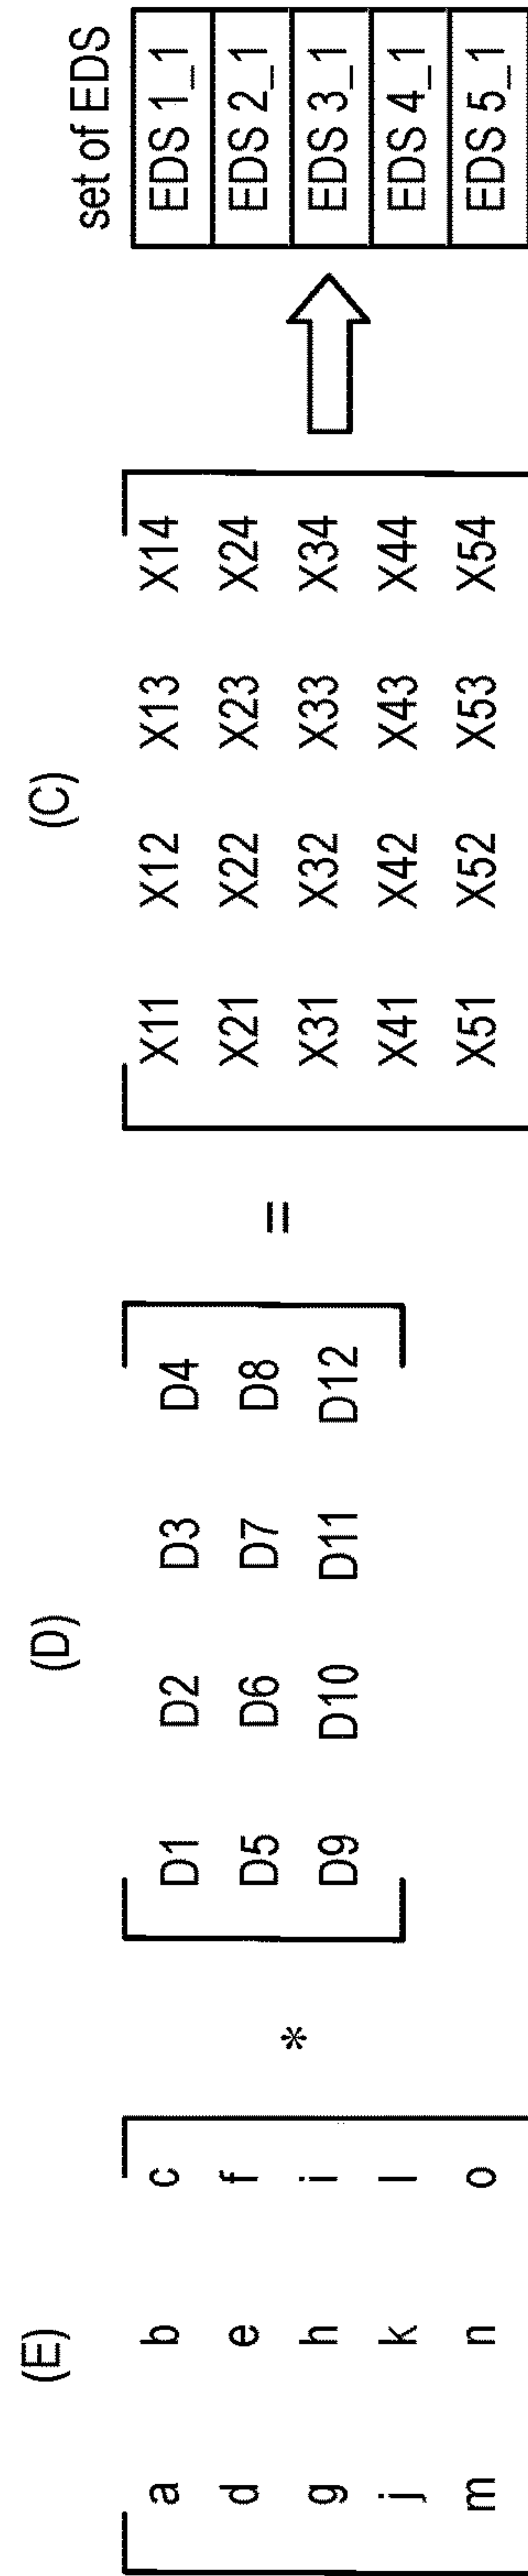 (E) (D) (C) set of EDS
a b c D1 D2 D3 D4 X11 X12 X13 X14 EDS 1_1
d e f * D5 D6 D7 D8 = X21 X22 X23 X24 EDS 2_1
g h i D9 D10 D11 D12 X31 X32 X33 X34 EDS 3_1
j k l X41 X42 X43 X44 EDS 4_1
m n o X51 X52 X53 X54 EDS 5_1